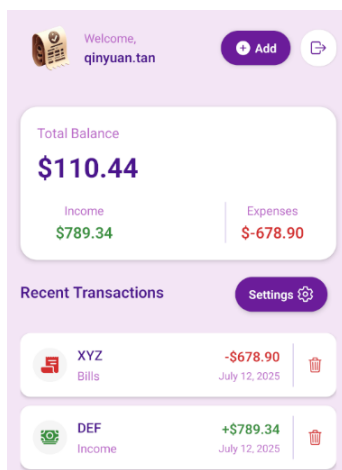 Welcome,
qinyuan.tan
Add
Total Balance
$110.44
Income
Expenses
$789.34
$-678.90
Recent Transactions
Settings
XYZ
-$678.90
Bills
July 12, 2025
DEF
+$789.34
Income
July 12, 2025